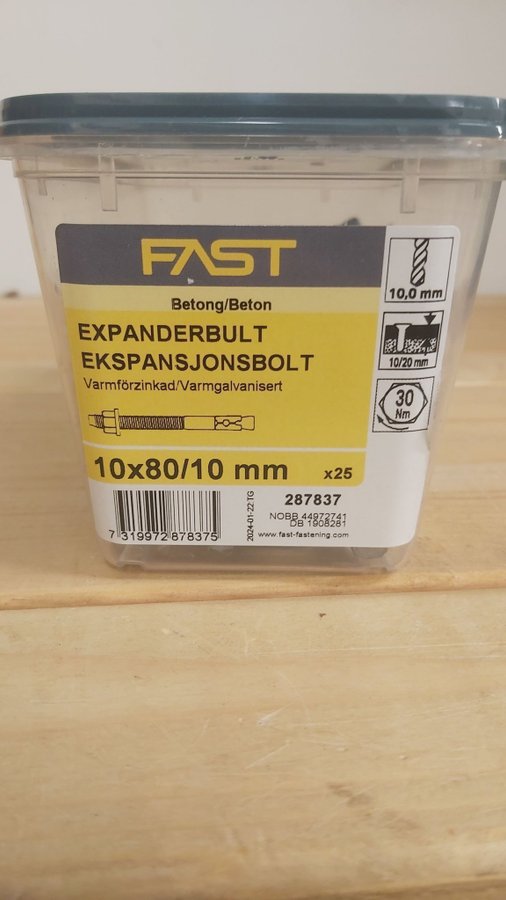 FAST
Betong/Beton
EXPANDERBULT
EKSPANSJONSBOLT
Varmförzinkad/Varmgalvanisert
10x80/10 mm x25
10,0 mm
10/20 mm
30
Nm
7 319972 878375
2024-01-22 TG
287837
NOBB 44972741
DB 1908281
www.fast-fastening.com